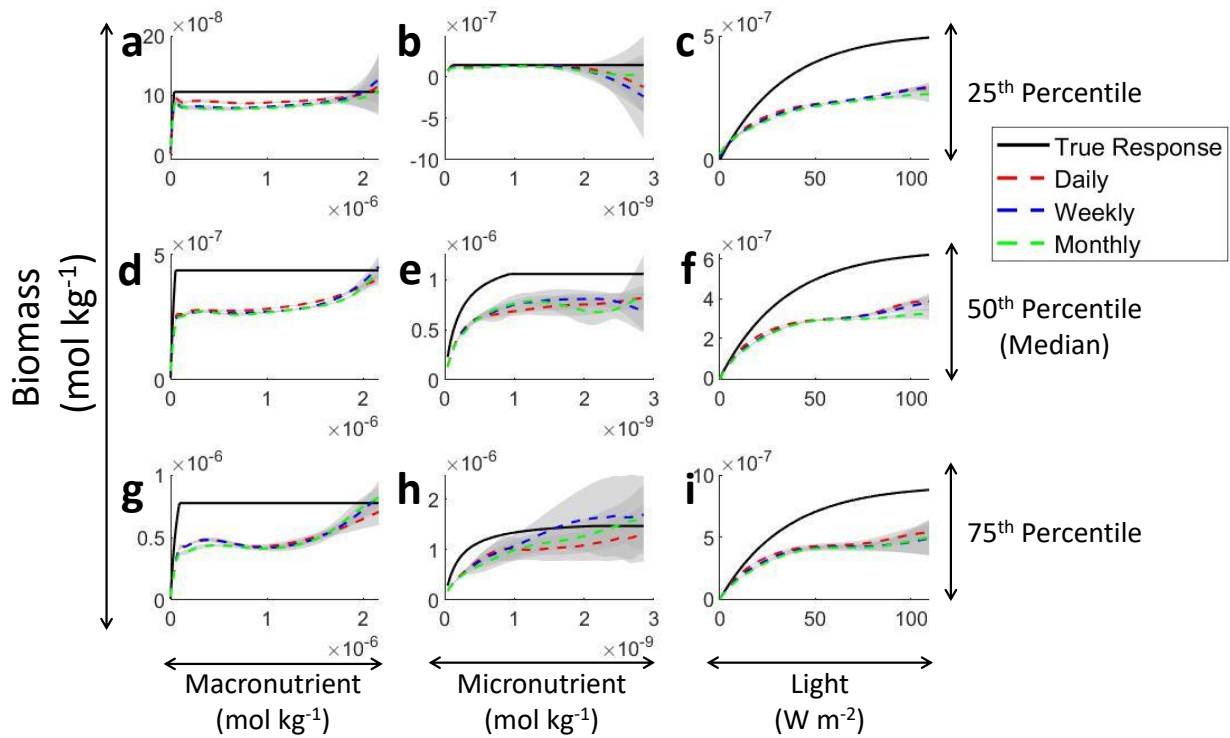 ×10⁻⁸
×10⁻⁷
×10⁻⁷
a
b
c
20
10
0
0
-5
-10
5
0
0 1 2
0 1 2 3
0 50 100
×10⁻⁶
×10⁻⁹
25th Percentile
True Response
Daily
Weekly
Monthly
×10⁻⁷
×10⁻⁶
×10⁻⁷
d
e
f
5
0
1
0.5
0
6
4
2
0
0 1 2
0 1 2 3
0 50 100
×10⁻⁶
×10⁻⁹
50th Percentile
(Median)
Biomass
(mol kg⁻¹)
×10⁻⁶
×10⁻⁶
×10⁻⁷
g
h
i
1
0.5
0
2
1
0
10
5
0
0 1 2
0 1 2 3
0 50 100
×10⁻⁶
×10⁻⁹
75th Percentile
Macronutrient
(mol kg⁻¹)
Micronutrient
(mol kg⁻¹)
Light
(W m⁻²)